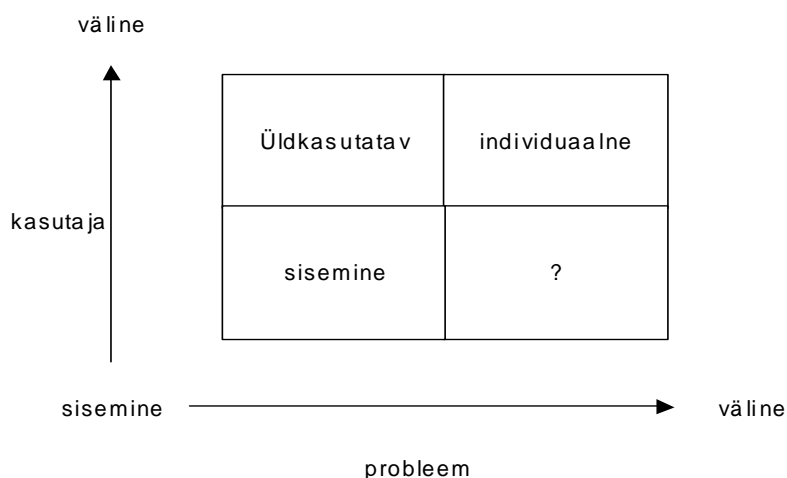 väline
Üldkasutatav individuaalne
kasutaja
sisemine ?
sisemine väline
probleem